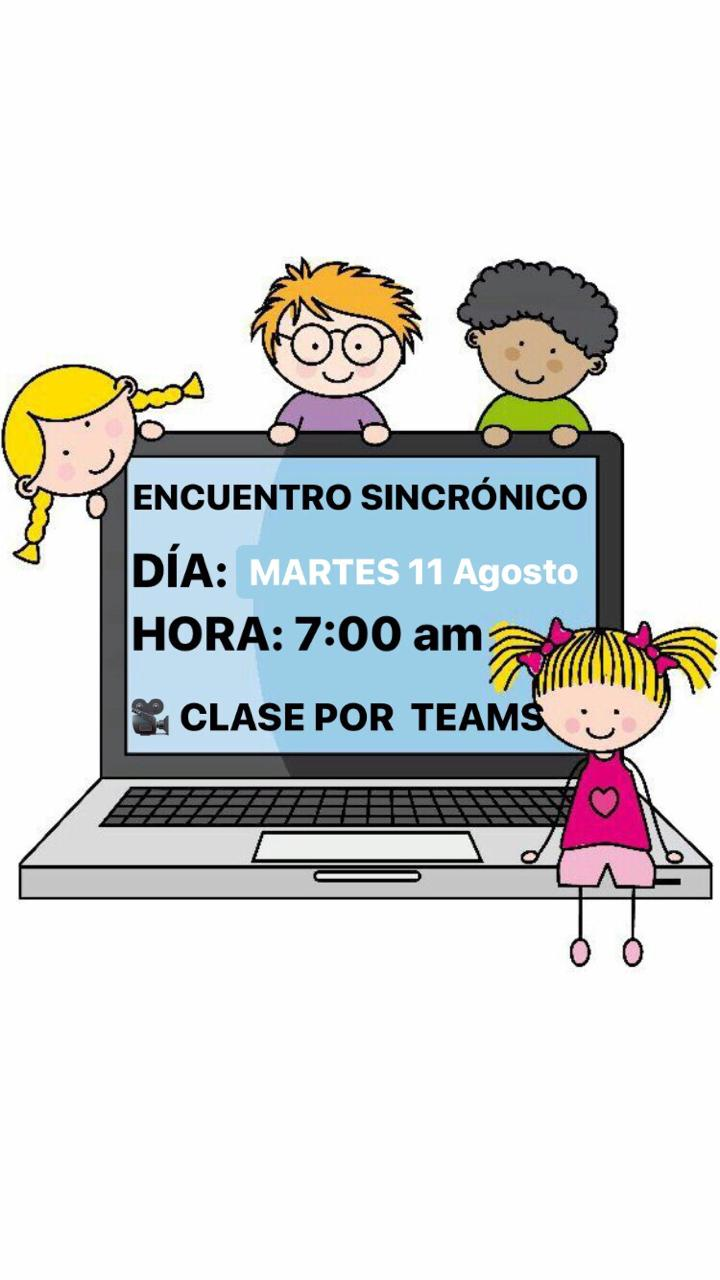 ENCUENTRO SINCRÓNICO
DÍA: MARTES 11 Agosto
HORA: 7:00 am
🎥 CLASE POR TEAMS